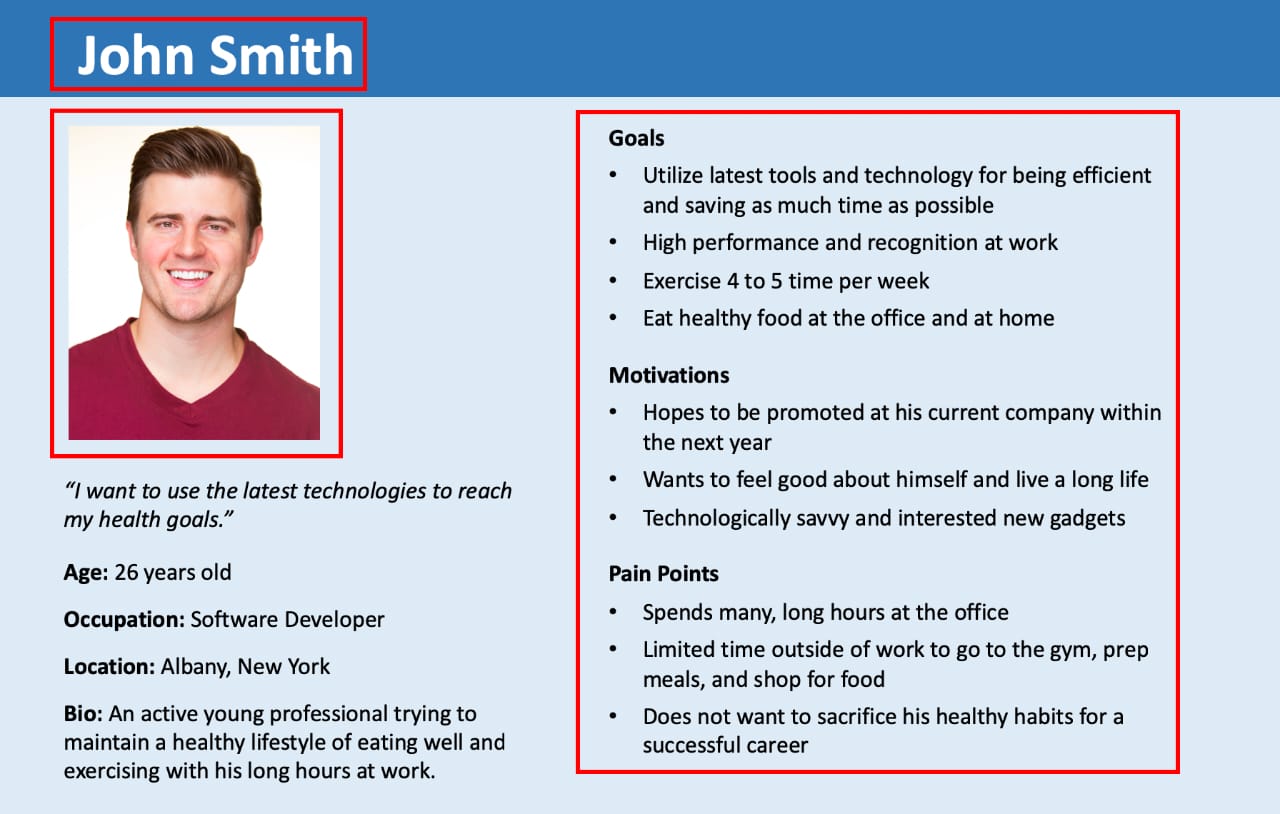 John Smith
“I want to use the latest technologies to reach
my health goals.”
Age: 26 years old
Occupation: Software Developer
Location: Albany, New York
Bio: An active young professional trying to
maintain a healthy lifestyle of eating well and
exercising with his long hours at work.
Goals
• Utilize latest tools and technology for being efficient
and saving as much time as possible
• High performance and recognition at work
• Exercise 4 to 5 time per week
• Eat healthy food at the office and at home
Motivations
• Hopes to be promoted at his current company within
the next year
• Wants to feel good about himself and live a long life
• Technologically savvy and interested new gadgets
Pain Points
• Spends many, long hours at the office
• Limited time outside of work to go to the gym, prep
meals, and shop for food
• Does not want to sacrifice his healthy habits for a
successful career